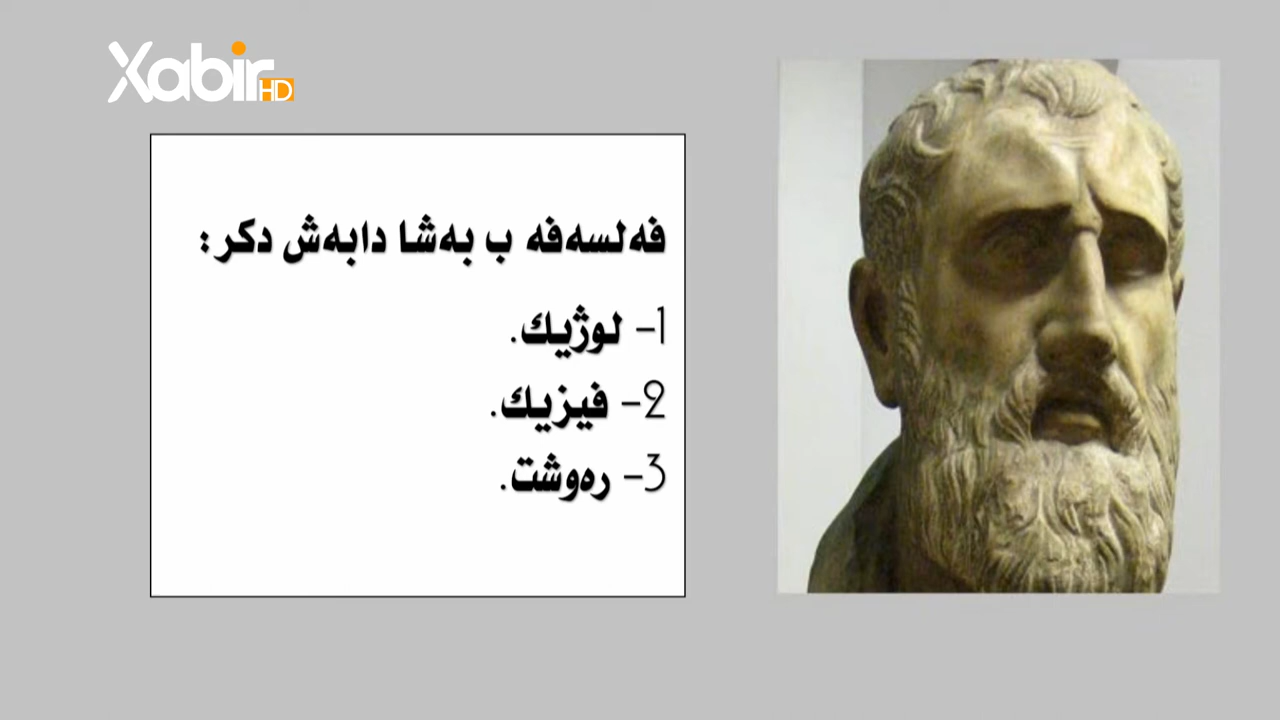 Xabir HD
فەلسەفە ب بەشا دابەش دکر:
1- لوژیك.
2- فیزیك.
3- رەوشت.